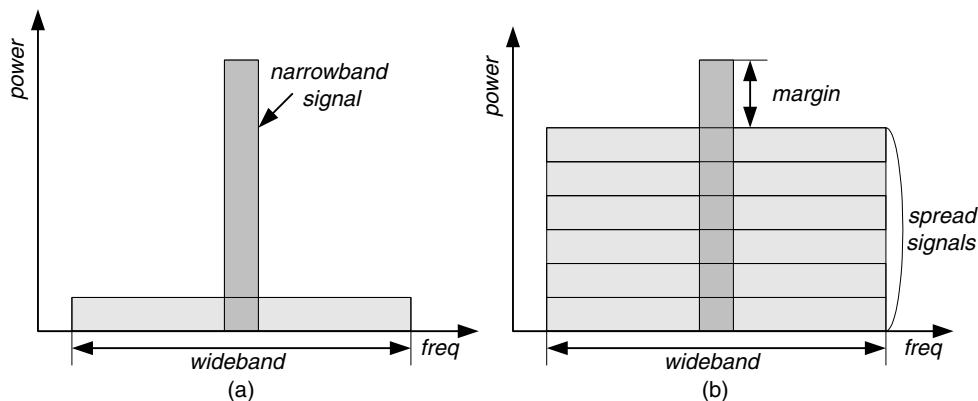 power
narrowband
signal
freq
wideband
(a)
power
margin
spread
signals
freq
wideband
(b)